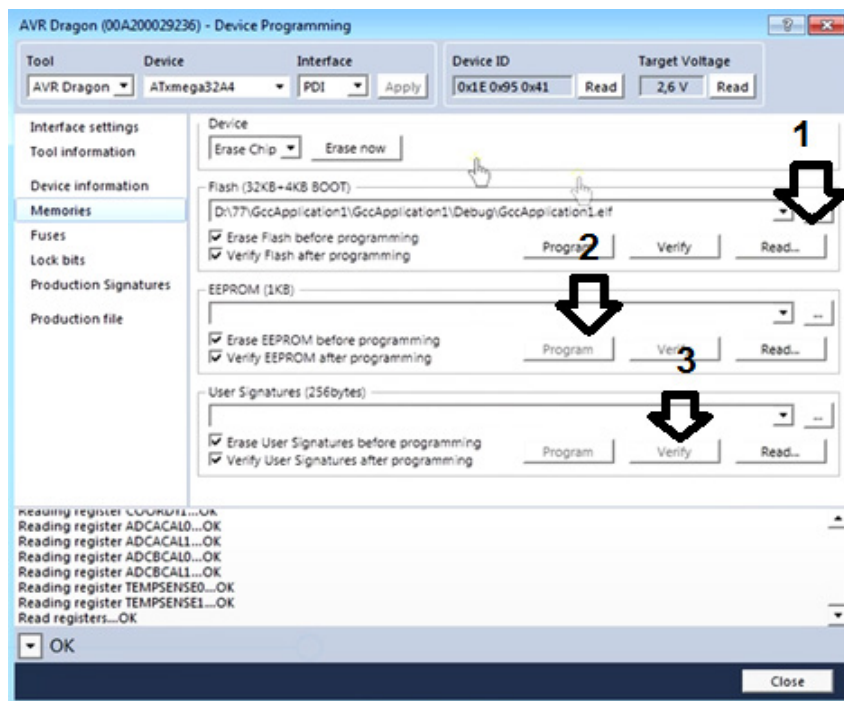 AVR Dragon (00A200029236) - Device Programming
Tool Device Interface Device ID Target Voltage
AVR Dragon ATxmega32A4 PDI Apply 0x1E 0x95 0x41 Read 2,6 V Read
Interface settings
Tool information
Device information
Memories
Fuses
Lock bits
Production Signatures
Production file
Device
Erase Chip Erase now
1
Flash (32KB+4KB BOOT)
D:\77\GccApplication1\GccApplication1\Debug\GccApplication1.elf
Erase Flash before programming
Verify Flash after programming
Program Verify Read...
2
EEPROM (1KB)
...
Erase EEPROM before programming
Verify EEPROM after programming
Program Verify Read...
3
User Signatures (256bytes)
...
Erase User Signatures before programming
Verify User Signatures after programming
Program Verify Read...
Reading register COORDY1...OK
Reading register ADCACAL0...OK
Reading register ADCACAL1...OK
Reading register ADCBCAL0...OK
Reading register ADCBCAL1...OK
Reading register TEMPSENSE0...OK
Reading register TEMPSENSE1...OK
Read registers...OK
OK
Close